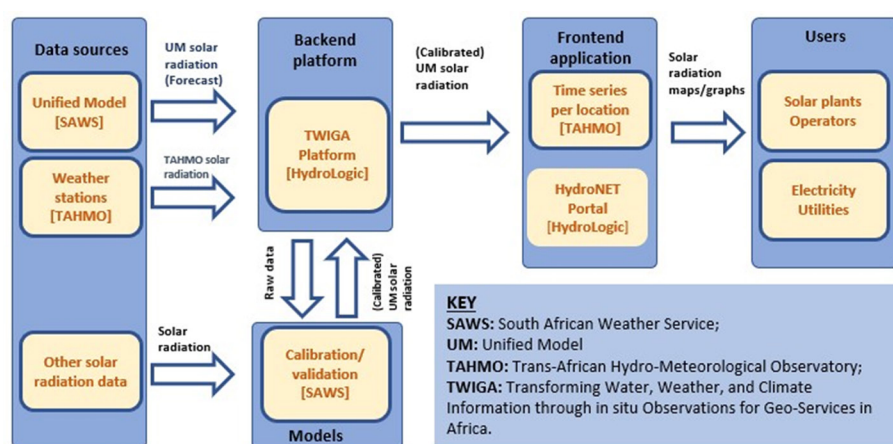 Data sources
Unified Model
[SAWS]
Weather
stations
[TAHMO]
Other solar
radiation data
UM solar
radiation
(Forecast)
TAHMO solar
radiation
Solar
radiation
Backend
platform
TWIGA
Platform
[HydroLogic]
Raw data
(Calibrated)
UM solar
radiation
Calibration/
validation
[SAWS]
Models
(Calibrated)
UM solar
radiation
Frontend
application
Time series
per location
[TAHMO]
HydroNET
Portal
[HydroLogic]
Solar
radiation
maps/graphs
Users
Solar plants
Operators
Electricity
Utilities
KEY
SAWS: South African Weather Service;
UM: Unified Model
TAHMO: Trans-African Hydro-Meteorological Observatory;
TWIGA: Transforming Water, Weather, and Climate
Information through in situ Observations for Geo-Services in
Africa.